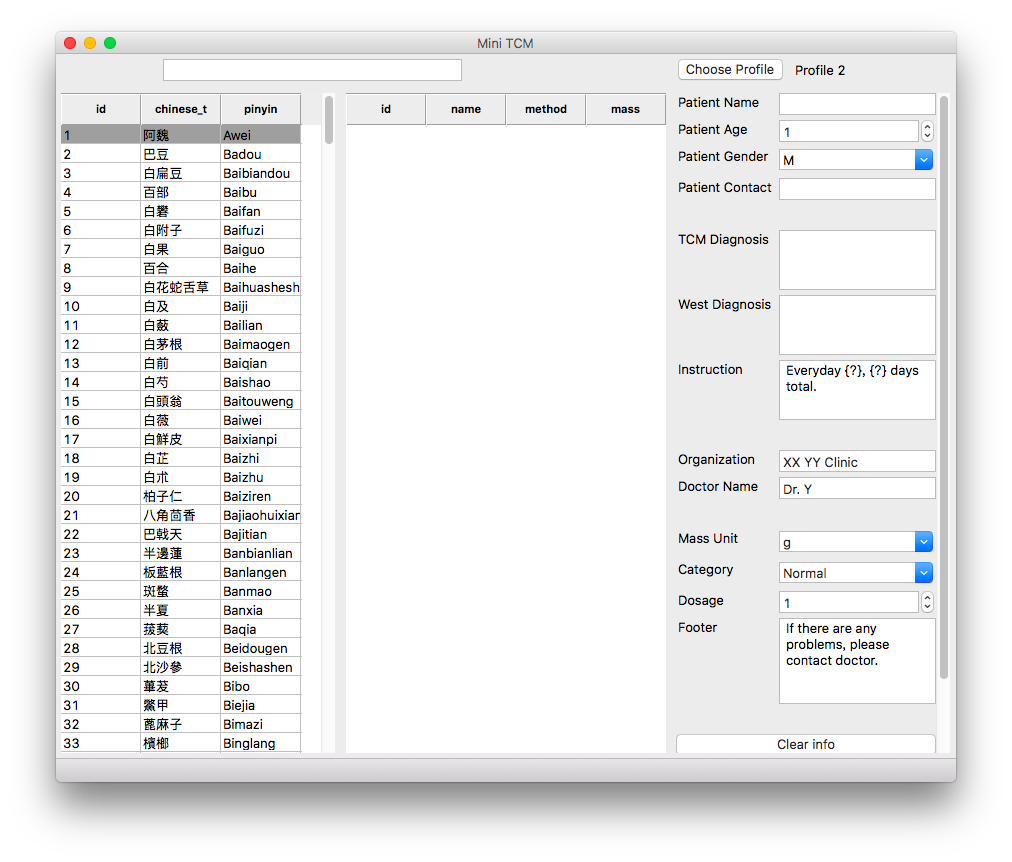 Mini TCM
Choose Profile Profile 2
id chinese_t pinyin
1 阿魏 Awei
2 巴豆 Badou
3 白扁豆 Baibiandou
4 百部 Baibu
5 白礬 Baifan
6 白附子 Baifuzi
7 白果 Baiguo
8 百合 Baihe
9 白花蛇舌草 Baihuashesh
10 白及 Baiji
11 白蘞 Bailian
12 白茅根 Baimaogen
13 白前 Baiqian
14 白芍 Baishao
15 白頭翁 Baitouweng
16 白薇 Baiwei
17 白鮮皮 Baixianpi
18 白芷 Baizhi
19 白朮 Baizhu
20 柏子仁 Baiziren
21 八角茴香 Bajiaohuixian
22 巴戟天 Bajitian
23 半邊蓮 Banbianlian
24 板藍根 Banlangen
25 斑蝥 Banmao
26 半夏 Banxia
27 菝葜 Baqia
28 北豆根 Beidougen
29 北沙參 Beishashen
30 蓽茇 Bibo
31 鱉甲 Biejia
32 蓖麻子 Bimazi
33 檳榔 Binglang
id name method mass
Patient Name
Patient Age 1
Patient Gender M
Patient Contact
TCM Diagnosis
West Diagnosis
Instruction Everyday {?}, {?} days
total.
Organization XX YY Clinic
Doctor Name Dr. Y
Mass Unit g
Category Normal
Dosage 1
Footer If there are any
problems, please
contact doctor.
Clear info